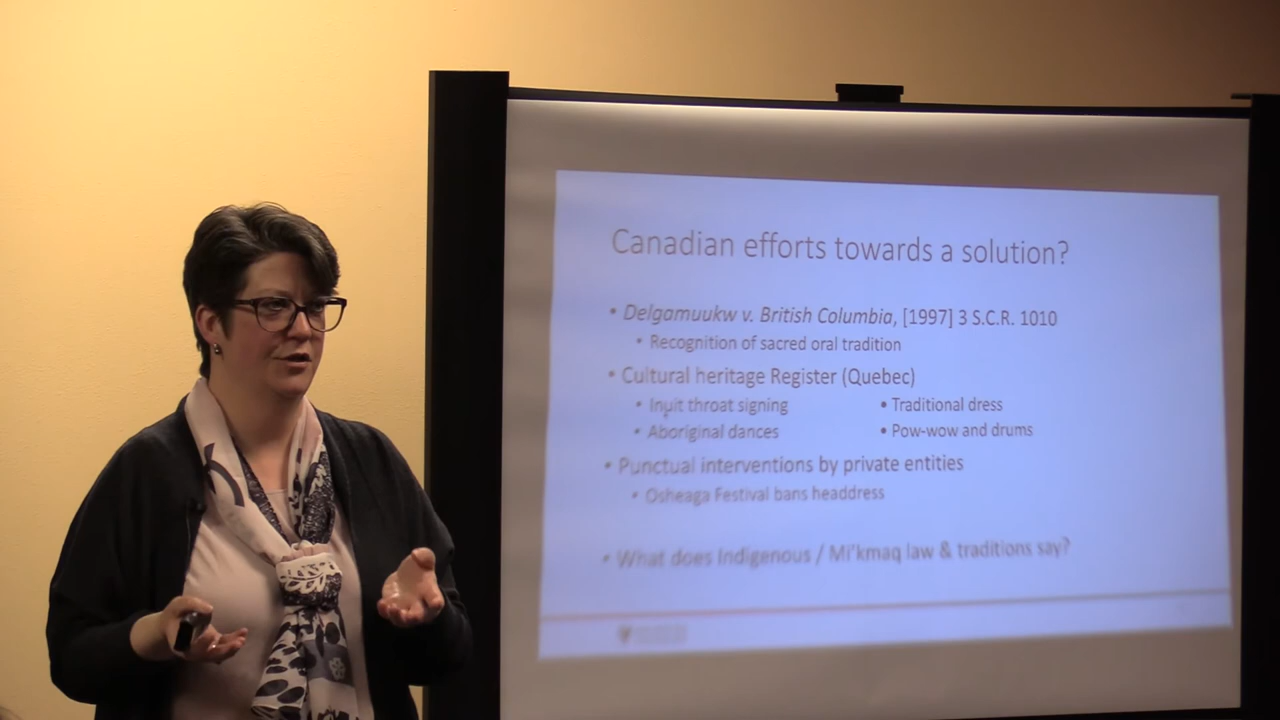 Canadian efforts towards a solution?
• Delgamuukw v. British Columbia, [1997] 3 S.C.R. 1010
• Recognition of sacred oral tradition
• Cultural heritage Register (Quebec)
• Inuit throat signing
• Aboriginal dances
• Traditional dress
• Pow-wow and drums
• Punctual interventions by private entities
• Osheaga Festival bans headdress
• What does Indigenous / Mi'kmaq law & traditions say?